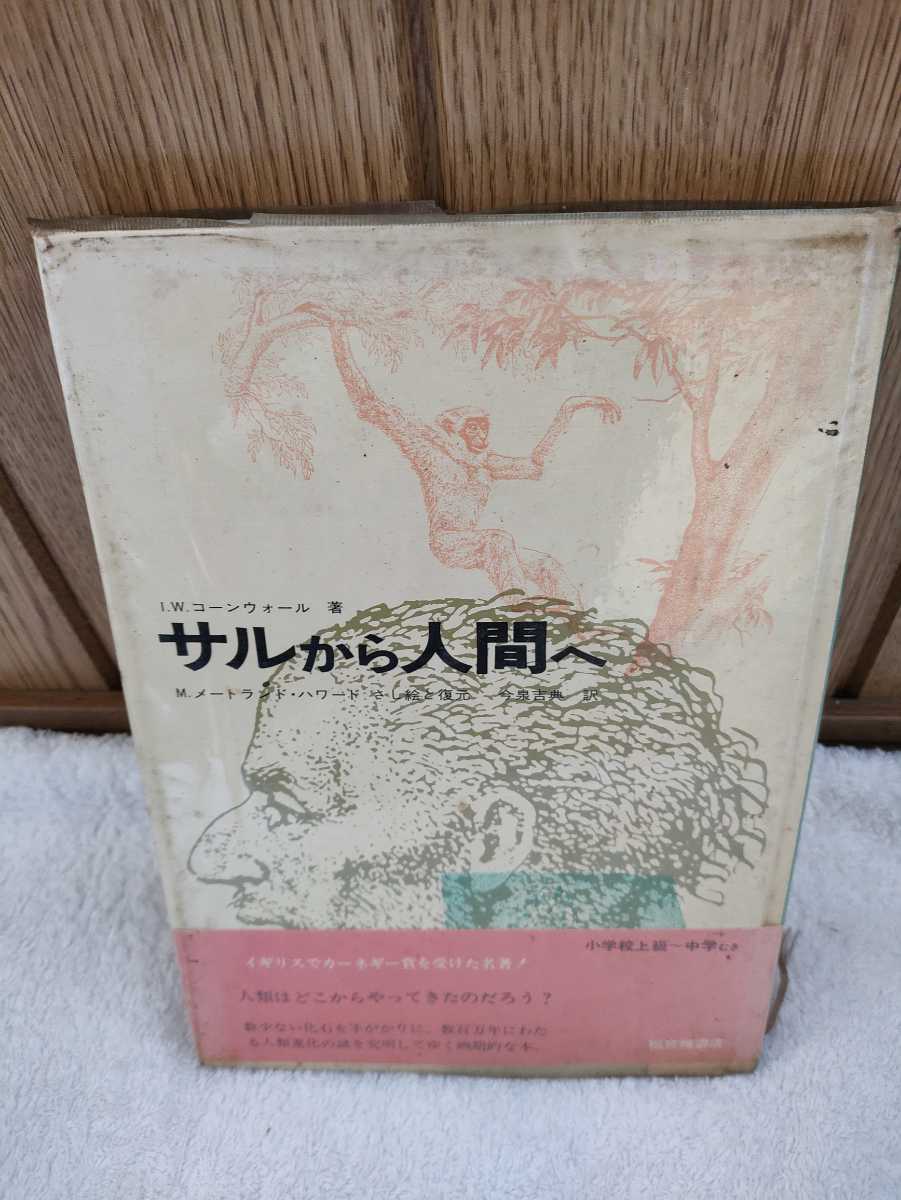 I.W.コーンウォール 著
サルから人間へ
M.メートランド・ハワード さし絵と復元 今泉吉典 訳
小学校上級〜中学むき
イギリスでカーネギー賞を受けた名著!
人類はどこからやってきたのだろう?
数少ない化石を手がかりに、数百万年にわた
る人類進化の謎を究明してゆく画期的な本。
福音館書店